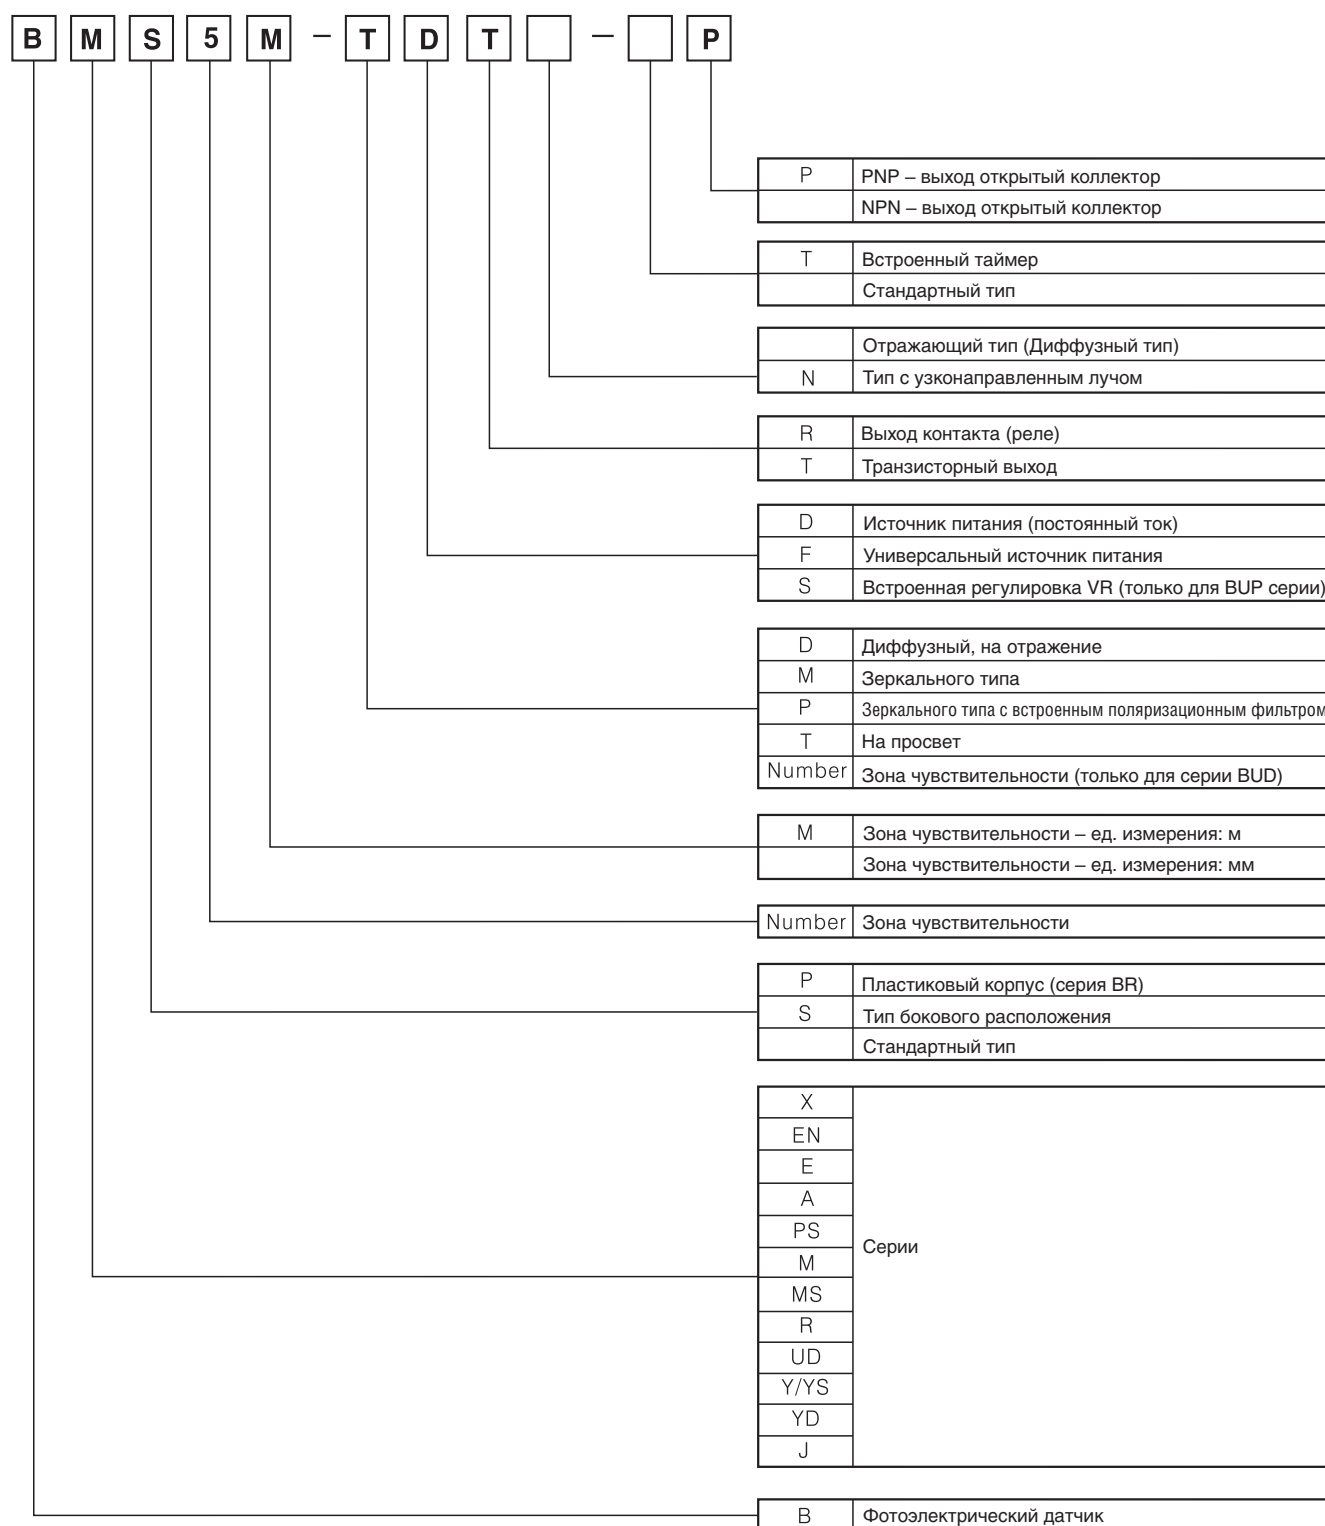 B M S 5 M – T D T – P
P PNP – выход открытый коллектор
NPN – выход открытый коллектор
T Встроенный таймер
Стандартный тип
Отражающий тип (Диффузный тип)
N Тип с узконаправленным лучом
R Выход контакта (реле)
T Транзисторный выход
D Источник питания (постоянный ток)
F Универсальный источник питания
S Встроенная регулировка VR (только для BUP серии)
D Диффузный, на отражение
M Зеркального типа
P Зеркального типа с встроенным поляризационным фильтром
T На просвет
Number Зона чувствительности (только для серии BUD)
M Зона чувствительности – ед. измерения: м
Зона чувствительности – ед. измерения: мм
Number Зона чувствительности
P Пластиковый корпус (серия BR)
S Тип бокового расположения
Стандартный тип
X
EN
E
A
PS
Серии
M
MS
R
UD
Y/YS
YD
J
B Фотоэлектрический датчик